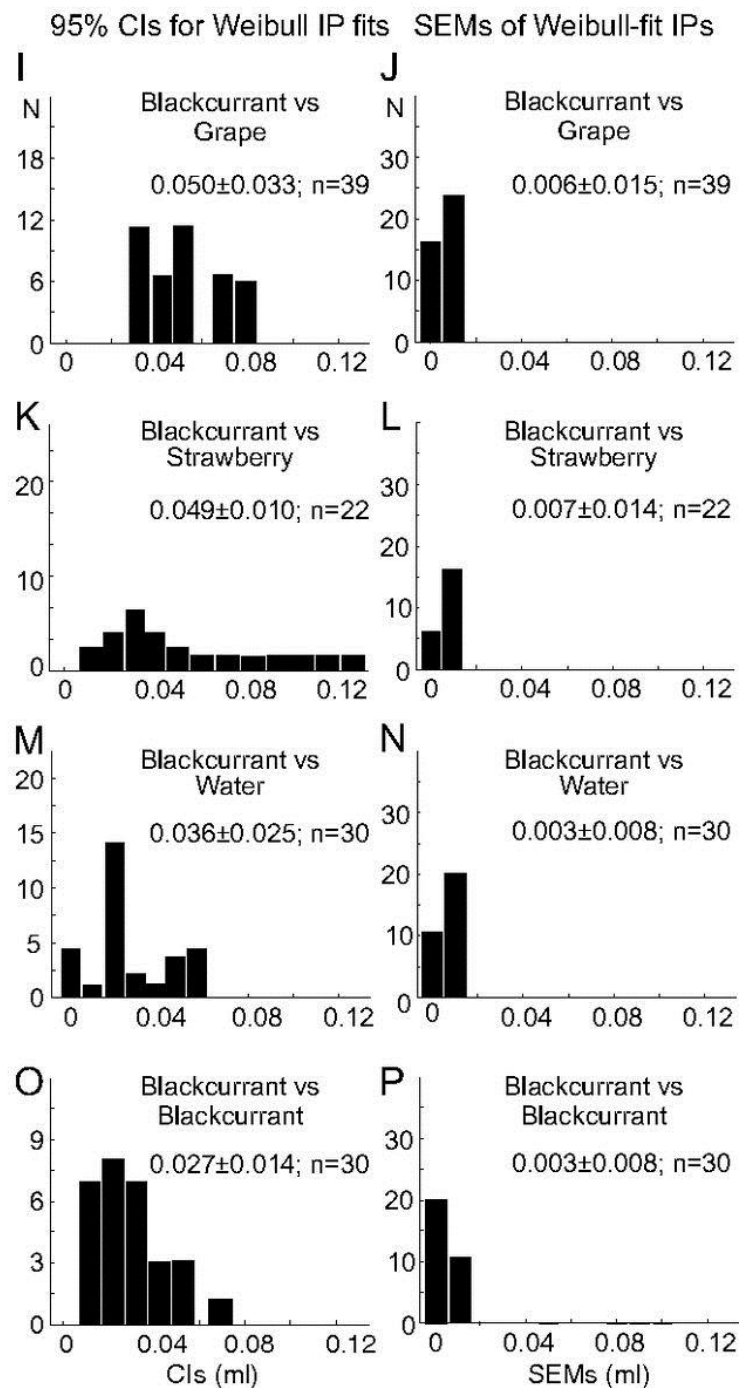 95% CIs for Weibull IP fits SEMs of Weibull-fit IPs
I
N
Blackcurrant vs
Grape
0.050±0.033; n=39
18
12
6
0
0 0.04 0.08 0.12
J
N
Blackcurrant vs
Grape
0.006±0.015; n=39
30
20
10
0
0 0.04 0.08 0.12
K
Blackcurrant vs
Strawberry
0.049±0.010; n=22
20
10
0
0 0.04 0.08 0.12
L
Blackcurrant vs
Strawberry
0.007±0.014; n=22
30
20
10
0
0 0.04 0.08 0.12
M
Blackcurrant vs
Water
0.036±0.025; n=30
20
15
10
5
0
0 0.04 0.08 0.12
N
Blackcurrant vs
Water
0.003±0.008; n=30
30
20
10
0
0 0.04 0.08 0.12
O
Blackcurrant vs
Blackcurrant
0.027±0.014; n=30
9
6
3
0
0 0.04 0.08 0.12
CIs (ml)
P
Blackcurrant vs
Blackcurrant
0.003±0.008; n=30
30
20
10
0
0 0.04 0.08 0.12
SEMs (ml)